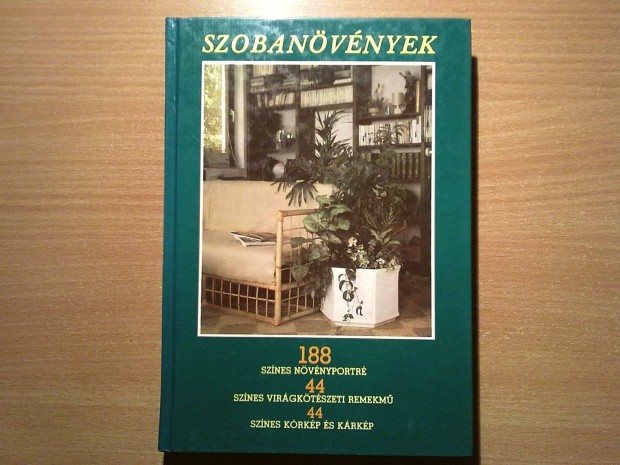 SZOBANÖVÉNYEK
188
SZÍNES NÖVÉNYPORTRÉ
44
SZÍNES VIRÁGKÖTÉSZETI REMEKMŰ
44
SZÍNES KÓRKÉP ÉS KÁRKÉP